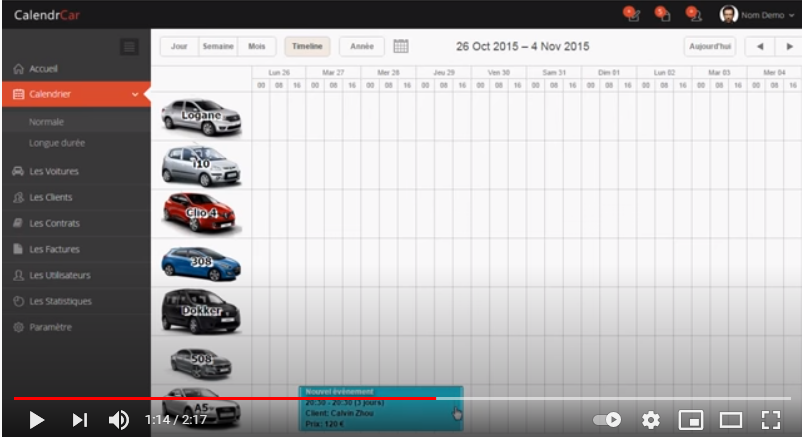 CalendrCar
Nom Demo
Jour Semaine Mois Timeline Année 26 Oct 2015 – 4 Nov 2015 Aujourd'hui
Accueil
Calendrier
Normale
Longue durée
Les Voitures
Les Clients
Les Contrats
Les Factures
Les Utilisateurs
Les Statistiques
Paramètre
Lun 26 Mar 27 Mer 28 Jeu 29 Ven 30 Sam 31 Dim 01 Lun 02 Mar 03 Mer 04
00 08 16 00 08 16 00 08 16 00 08 16 00 08 16 00 08 16 00 08 16 00 08 16 00 08 16 00 08 16
Logane
i10
Clio 4
308
Dokker
508
A5
Nouvel évènement
20:30 - 20:30 (3 jours)
Client: Calvin Zhou
Prix: 120 €
1:14 / 2:17